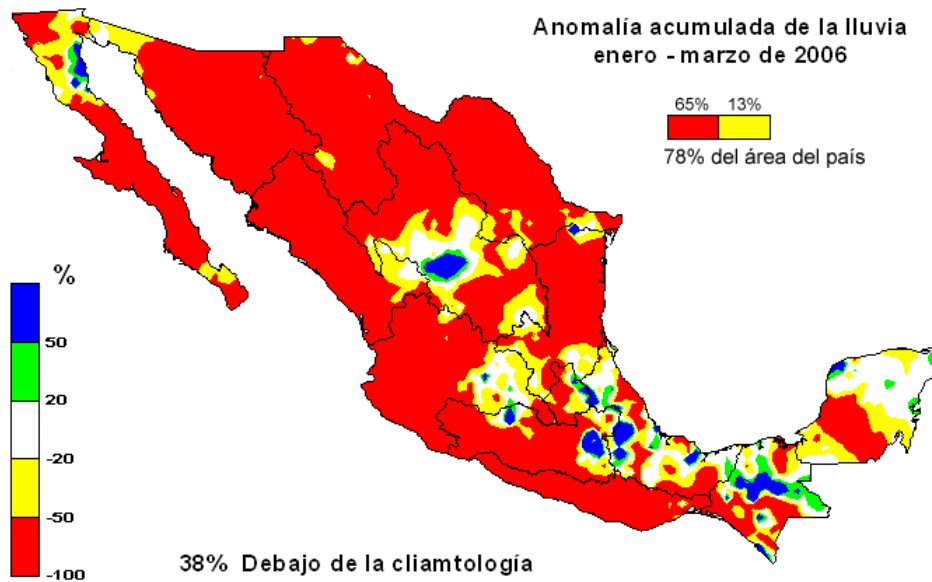 Anomalía acumulada de la lluvia
enero - marzo de 2006
65% 13%
78% del área del país
%
50
20
-20
-50
-100
38% Debajo de la cliamtología